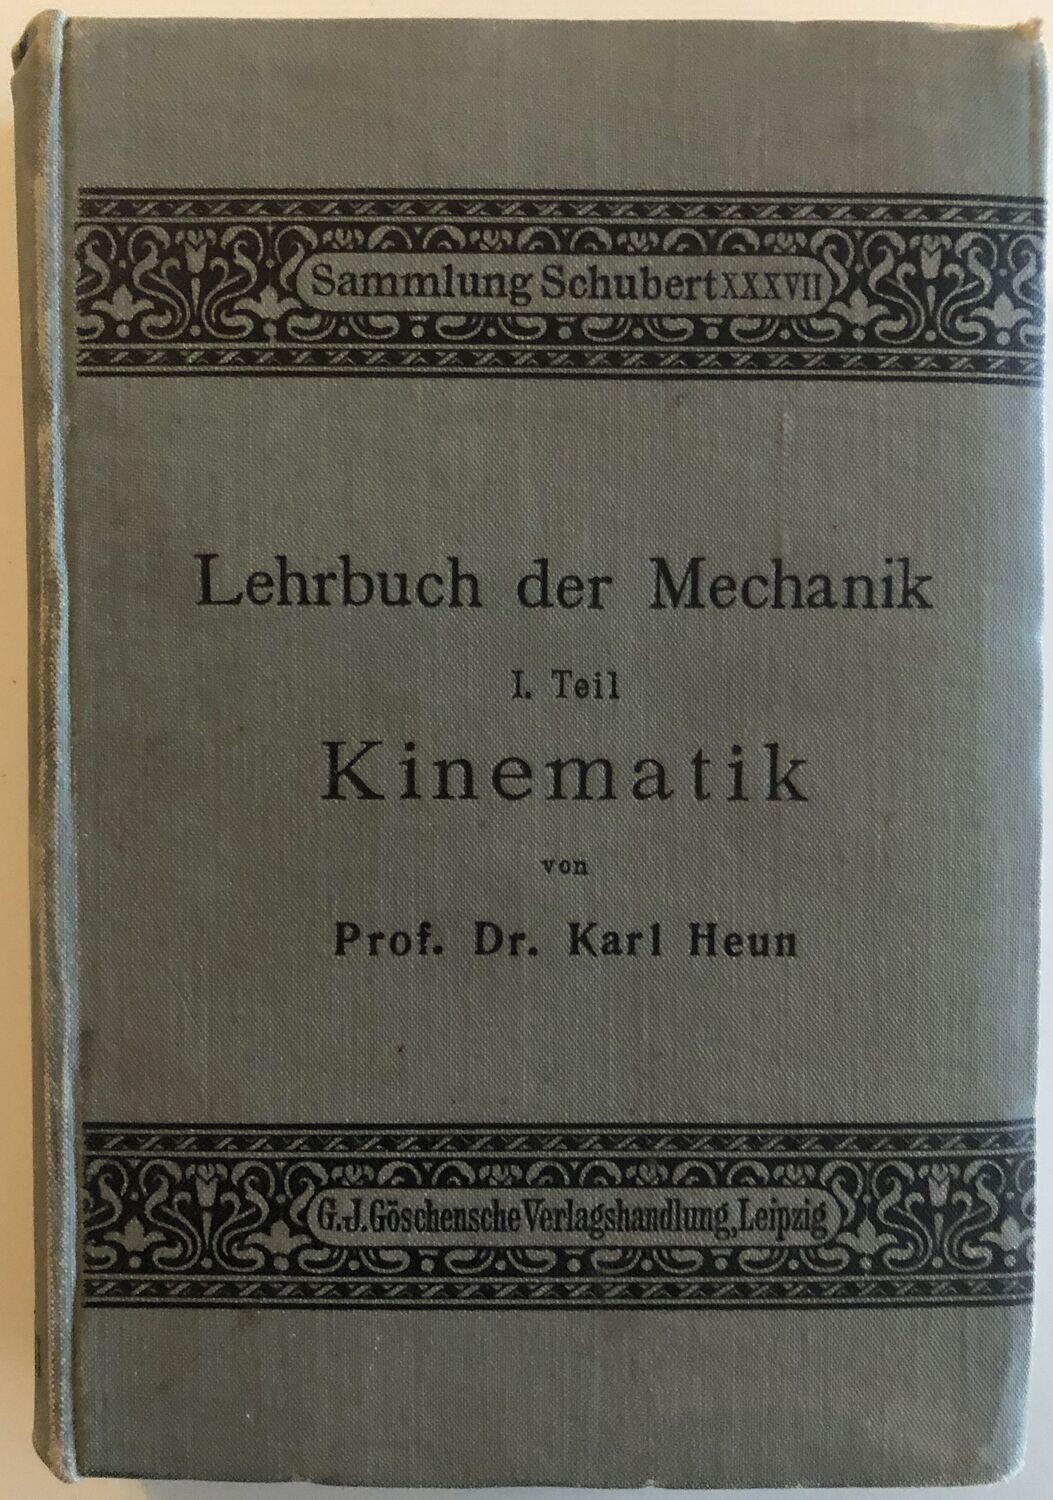 Sammlung Schubert XXXVII
Lehrbuch der Mechanik
I. Teil
Kinematik
von
Prof. Dr. Karl Heun
G. J. Göschensche Verlagshandlung, Leipzig